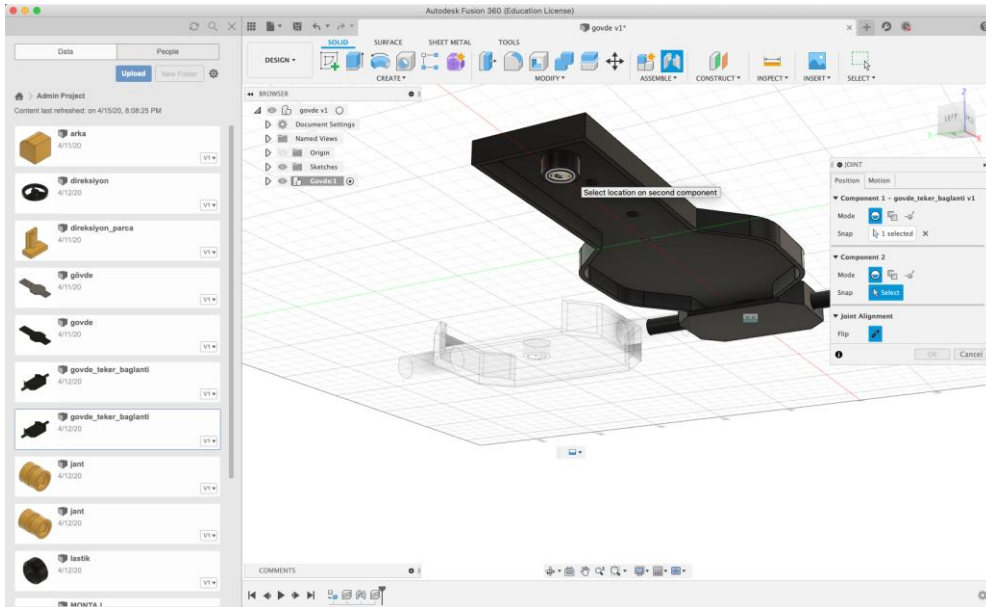 Autodesk Fusion 360 (Education License)
govde v1*
Data
People
Upload
New Folder
Admin Project
Content last refreshed: on 4/15/20, 8:08:25 PM
arka
4/11/20
V1
direksiyon
4/12/20
V1
direksiyon_parca
4/11/20
V1
gövde
4/11/20
V1
govde
4/11/20
V1
govde_teker_baglanti
4/12/20
V1
govde_teker_baglanti
4/12/20
V1
jant
4/12/20
V1
jant
4/12/20
V1
lastik
4/12/20
V1
MONTAJ
DESIGN
SOLID
SURFACE
SHEET METAL
TOOLS
CREATE
MODIFY
ASSEMBLE
CONSTRUCT
INSPECT
INSERT
SELECT
BROWSER
govde v1
Document Settings
Named Views
Origin
Sketches
Govde:1
Select location on second component
Z
LEFT
Y
X
JOINT
Position
Motion
Component 1 - govde_teker_baglanti v1
Mode
Snap
1 selected
Component 2
Mode
Snap
Select
Joint Alignment
Flip
OK
Cancel
COMMENTS